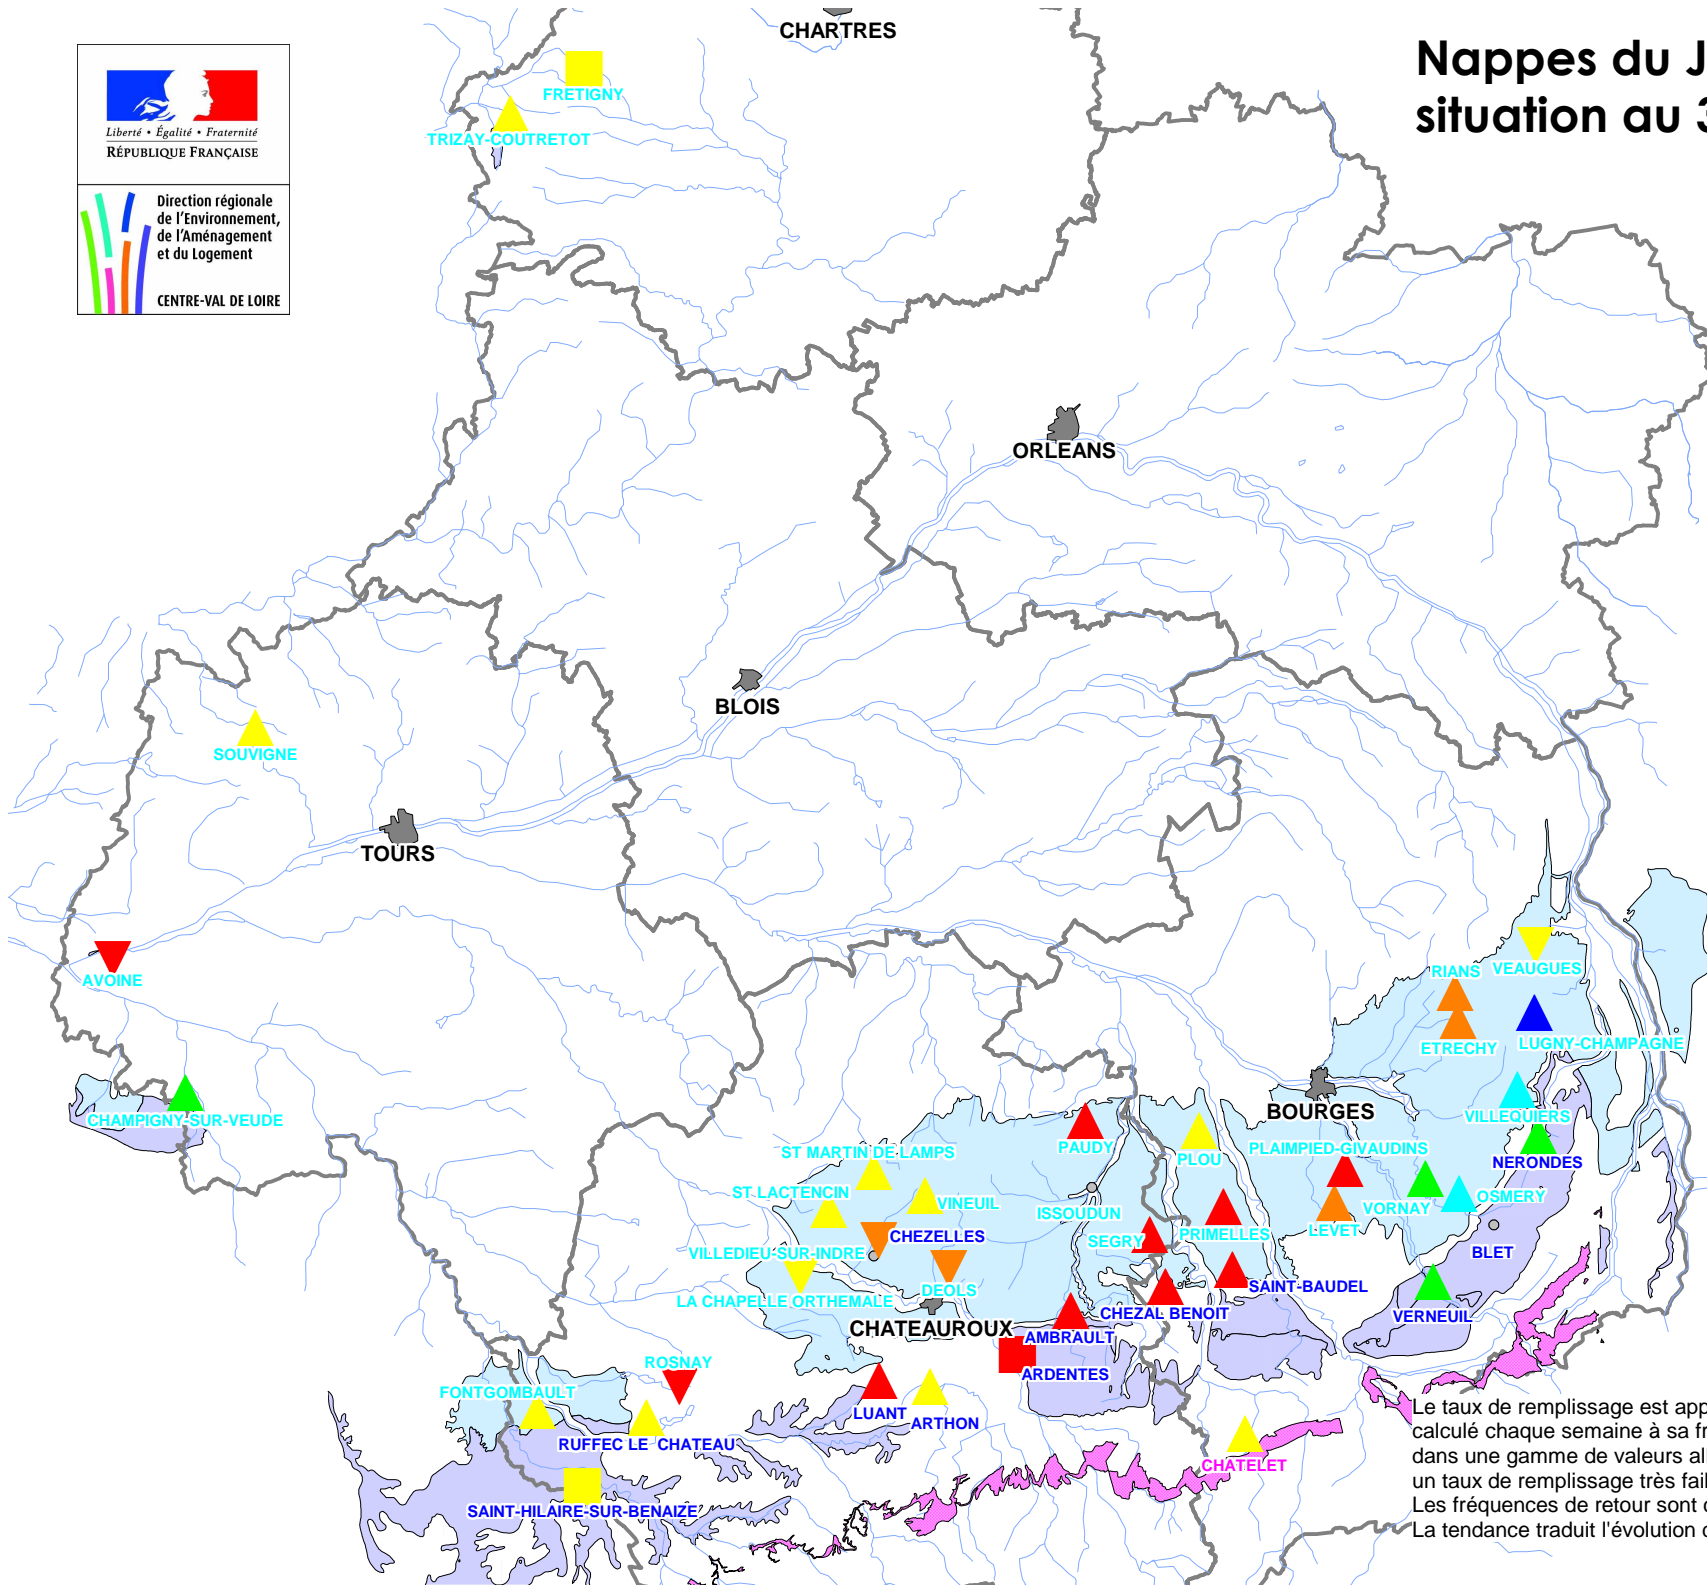 CHARTRES
Nappes du J
situation au 3
Liberté • Égalité • Fraternité
RÉPUBLIQUE FRANÇAISE
Direction régionale
de l'Environnement,
de l'Aménagement
et du Logement
CENTRE-VAL DE LOIRE
FRETIGNY
TRIZAY-COUTRETOT
ORLEANS
BLOIS
SOUVIGNE
TOURS
AVOINE
RIANS
VEAUGUES
ETRECHY
LUGNY-CHAMPAGNE
BOURGES
VILLEQUIERS
CHAMPIGNY-SUR-VEUDE
ST MARTIN DE LAMPS
PAUDY
PLOU
PLAIMPIED-GIVAUDINS
NERONDES
ST LACTENCIN
VINEUIL
ISSOUDUN
VORNAY
OSMERY
CHEZELLES
SEGRY
PRIMELLES
LEVET
VILLEDIEU-SUR-INDRE
BLET
DEOLS
SAINT-BAUDEL
LA CHAPELLE ORTHEMALE
CHEZAL BENOIT
VERNEUIL
CHATEAUROUX
AMBRAULT
ROSNAY
ARDENTES
FONTGOMBAULT
LUANT
ARTHON
RUFFEC LE CHATEAU
CHATELET
SAINT-HILAIRE-SUR-BENAIZE
Le taux de remplissage est app
calculé chaque semaine à sa fr
dans une gamme de valeurs all
un taux de remplissage très fail
Les fréquences de retour sont
La tendance traduit l'évolution